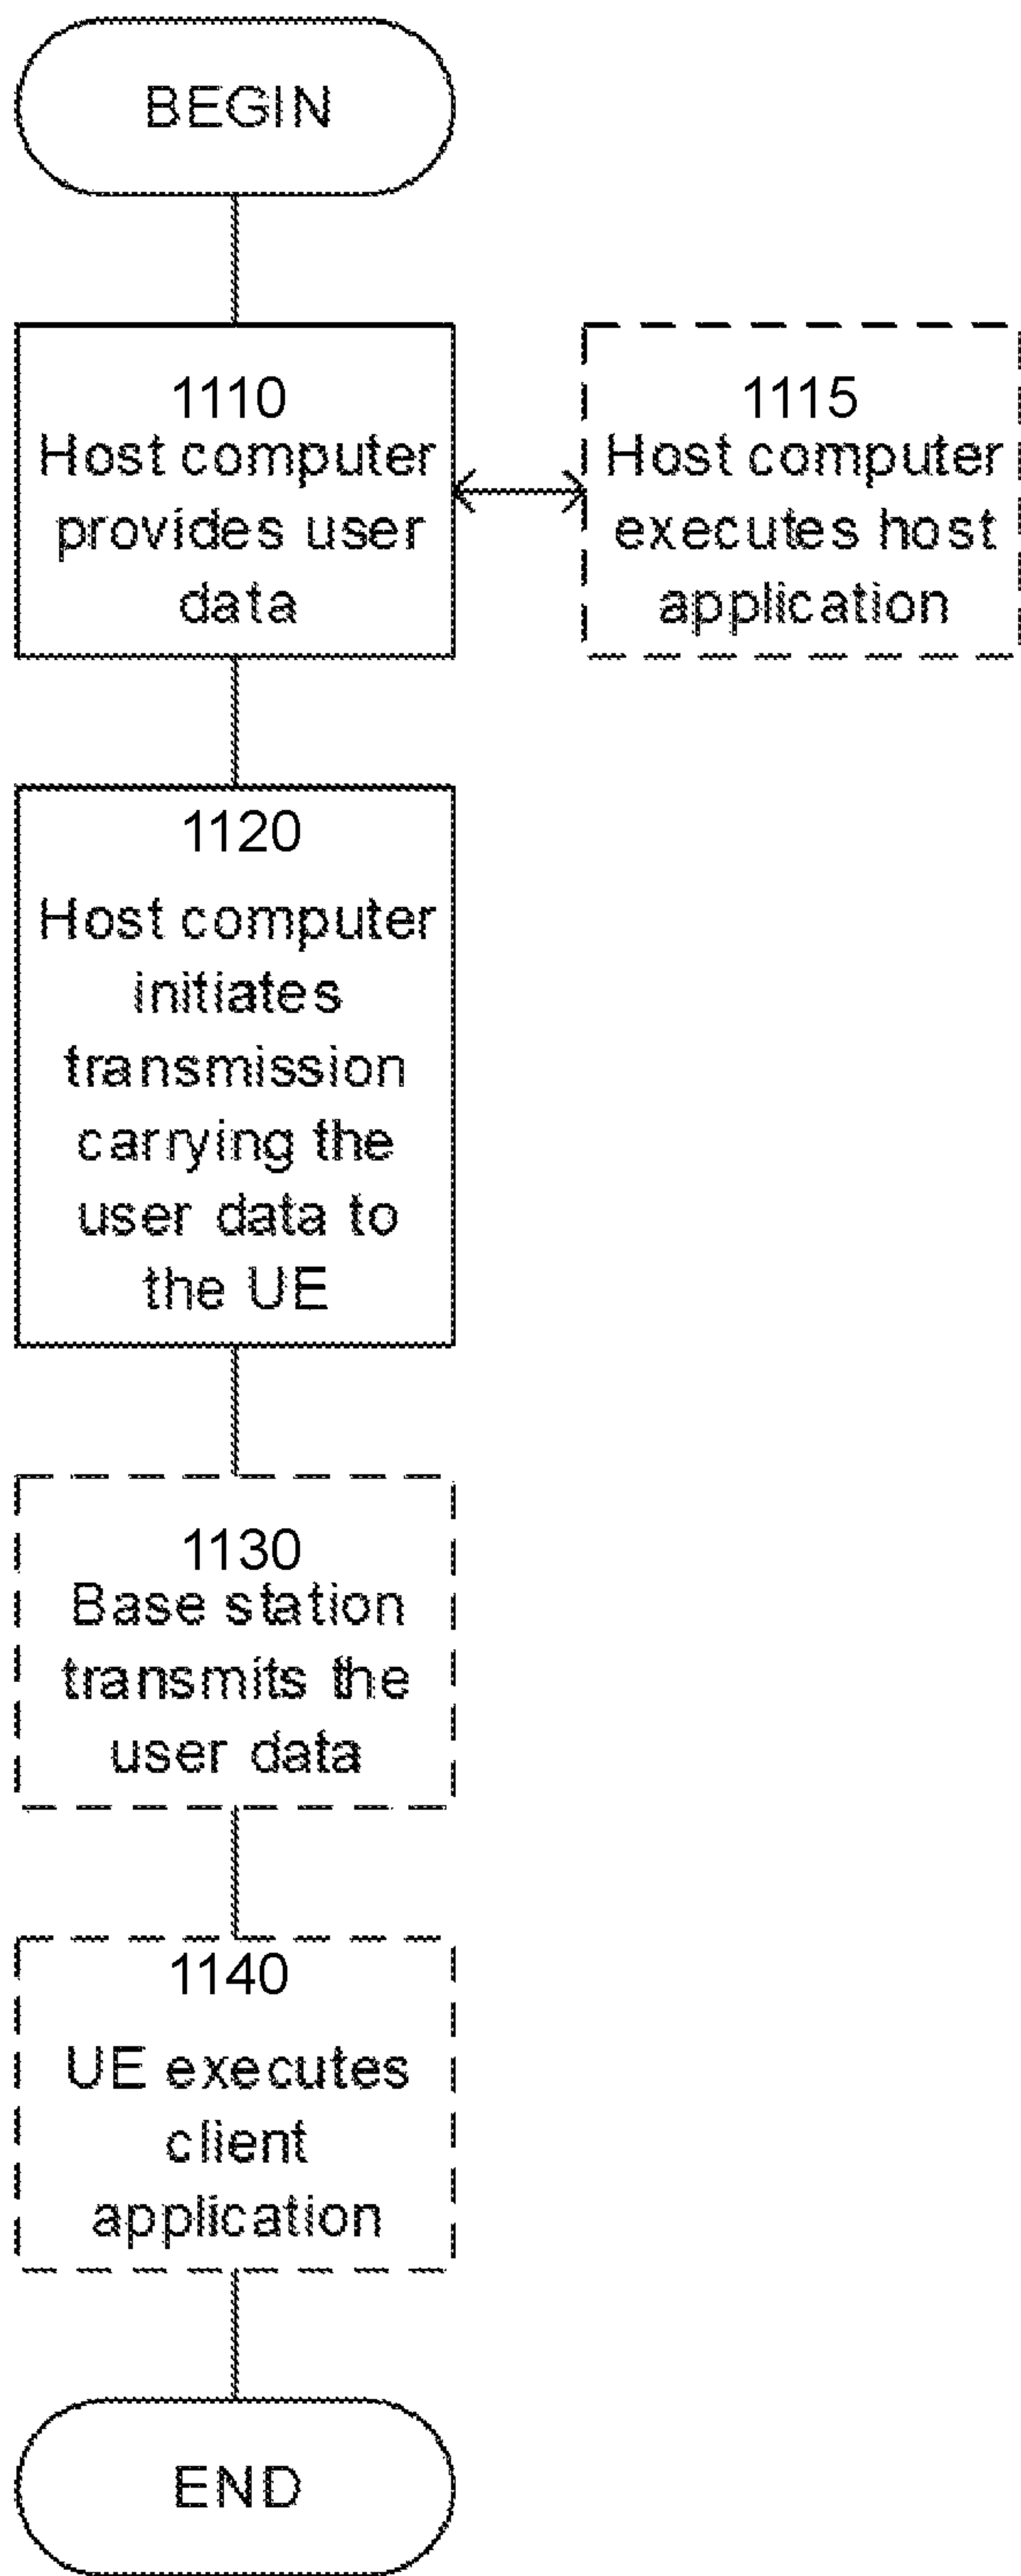 BEGIN
1110
Host computer
provides user
data
1115
Host computer
executes host
application
1120
Host computer
initiates
transmission
carrying the
user data to
the UE
1130
Base station
transmits the
user data
1140
UE executes
client
application
END